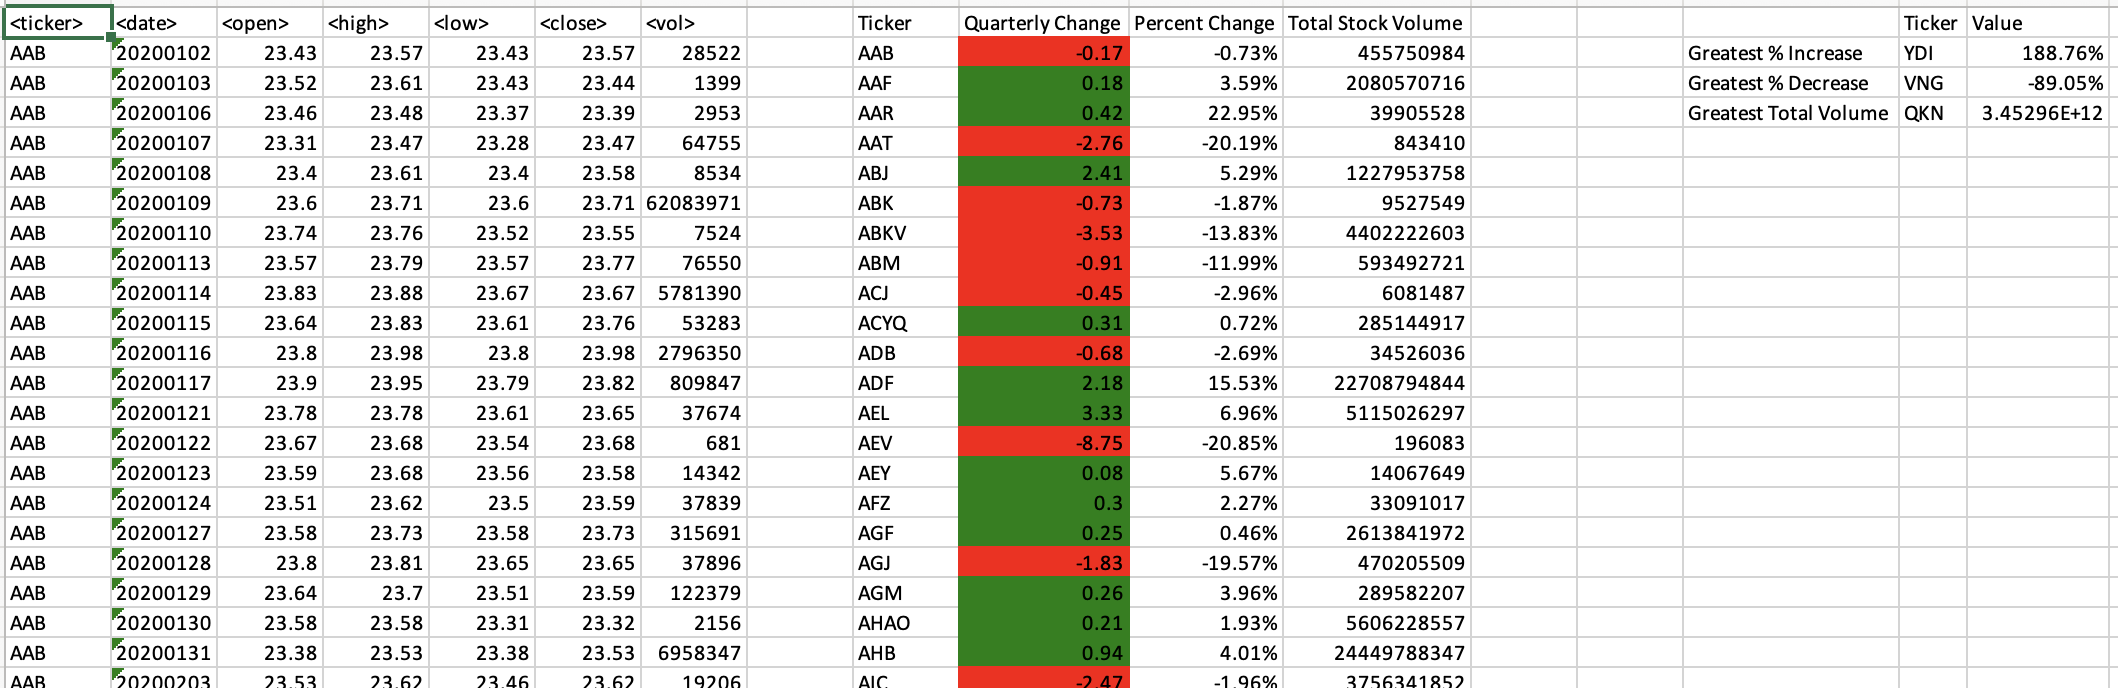 <ticker> <date> <open> <high> <low> <close> <vol> Ticker Quarterly Change Percent Change Total Stock Volume Ticker Value
AAB 20200102 23.43 23.57 23.43 23.57 28522 AAB -0.17 -0.73% 455750984 Greatest % Increase YDI 188.76%
AAB 20200103 23.52 23.61 23.43 23.44 1399 AAF 0.18 3.59% 2080570716 Greatest % Decrease VNG -89.05%
AAB 20200106 23.46 23.48 23.37 23.39 2953 AAR 0.42 22.95% 39905528 Greatest Total Volume QKN 3.45296E+12
AAB 20200107 23.31 23.47 23.28 23.47 64755 AAT -2.76 -20.19% 843410
AAB 20200108 23.4 23.61 23.4 23.58 8534 ABJ 2.41 5.29% 1227953758
AAB 20200109 23.6 23.71 23.6 23.71 62083971 ABK -0.73 -1.87% 9527549
AAB 20200110 23.74 23.76 23.52 23.55 7524 ABKV -3.53 -13.83% 4402222603
AAB 20200113 23.57 23.79 23.57 23.77 76550 ABM -0.91 -11.99% 593492721
AAB 20200114 23.83 23.88 23.67 23.67 5781390 ACJ -0.45 -2.96% 6081487
AAB 20200115 23.64 23.83 23.61 23.76 53283 ACYQ 0.31 0.72% 285144917
AAB 20200116 23.8 23.98 23.8 23.98 2796350 ADB -0.68 -2.69% 34526036
AAB 20200117 23.9 23.95 23.79 23.82 809847 ADF 2.18 15.53% 22708794844
AAB 20200121 23.78 23.78 23.61 23.65 37674 AEL 3.33 6.96% 5115026297
AAB 20200122 23.67 23.68 23.54 23.68 681 AEV -8.75 -20.85% 196083
AAB 20200123 23.59 23.68 23.56 23.58 14342 AEY 0.08 5.67% 14067649
AAB 20200124 23.51 23.62 23.5 23.59 37839 AFZ 0.3 2.27% 33091017
AAB 20200127 23.58 23.73 23.58 23.73 315691 AGF 0.25 0.46% 2613841972
AAB 20200128 23.8 23.81 23.65 23.65 37896 AGJ -1.83 -19.57% 470205509
AAB 20200129 23.64 23.7 23.51 23.59 122379 AGM 0.26 3.96% 289582207
AAB 20200130 23.58 23.58 23.31 23.32 2156 AHAO 0.21 1.93% 5606228557
AAB 20200131 23.38 23.53 23.38 23.53 6958347 AHB 0.94 4.01% 24449788347
AAB 20200203 23.53 23.62 23.46 23.62 19206 AIC -2.47 -1.96% 3756341852